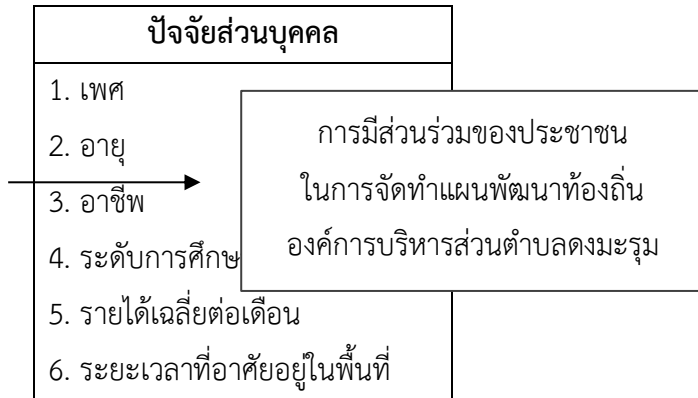 ปัจจัยส่วนบุคคล
1. เพศ
2. อายุ
3. อาชีพ
4. ระดับการศึกษ
5. รายได้เฉลี่ยต่อเดือน
6. ระยะเวลาที่อาศัยอยู่ในพื้นที่
การมีส่วนร่วมของประชาชน
ในการจัดทำแผนพัฒนาท้องถิ่น
องค์การบริหารส่วนตำบลดงมะรุม